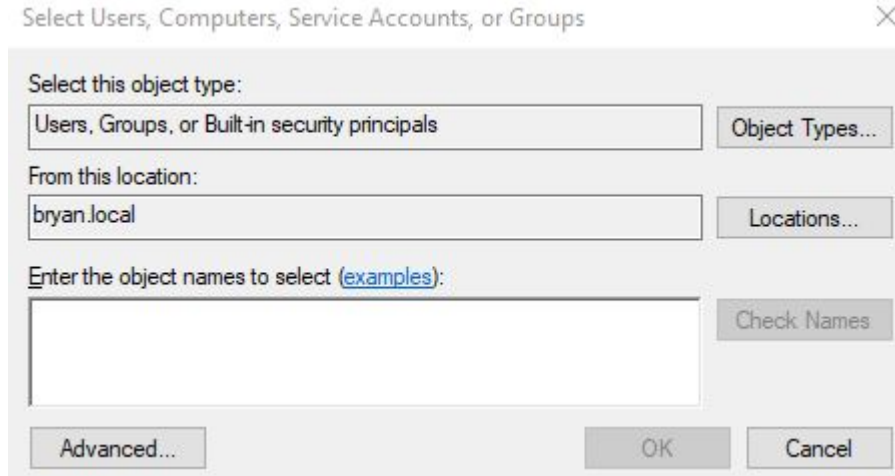 Select Users, Computers, Service Accounts, or Groups
Select this object type:
Users, Groups, or Built-in security principals
Object Types...
From this location:
bryan.local
Locations...
Enter the object names to select (examples):
Check Names
Advanced...
OK
Cancel